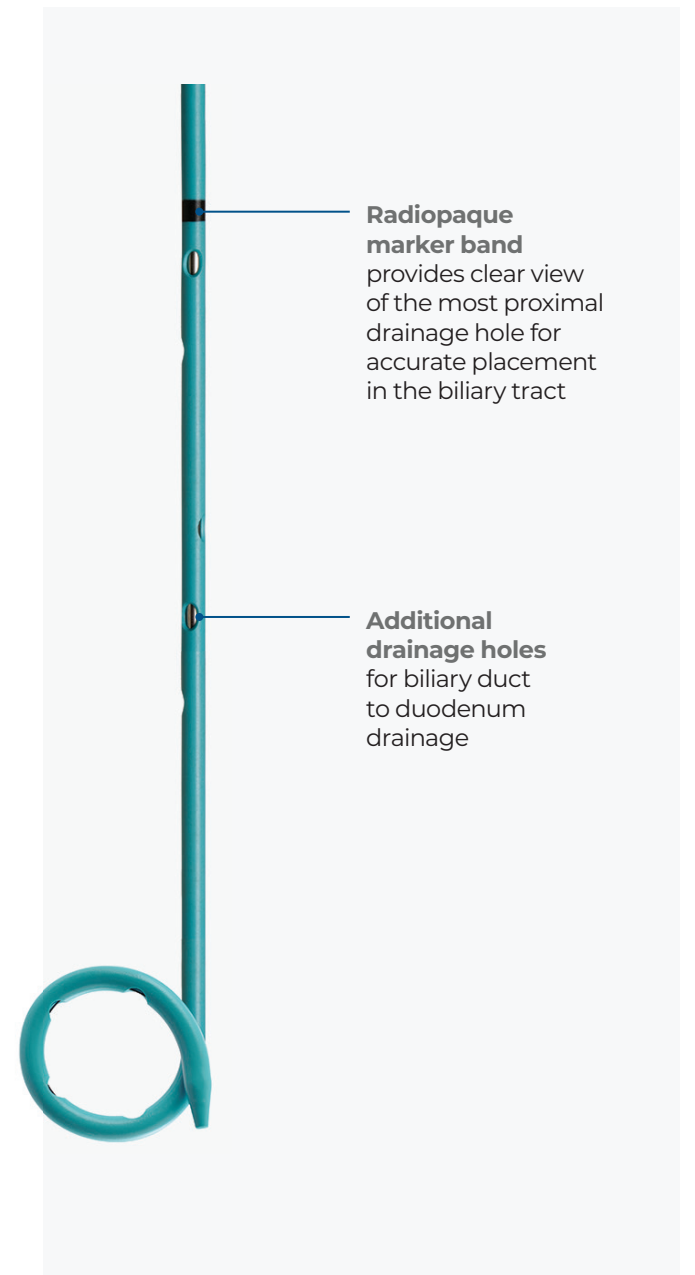 Radiopaque
marker band
provides clear view
of the most proximal
drainage hole for
accurate placement
in the biliary tract
Additional
drainage holes
for biliary duct
to duodenum
drainage